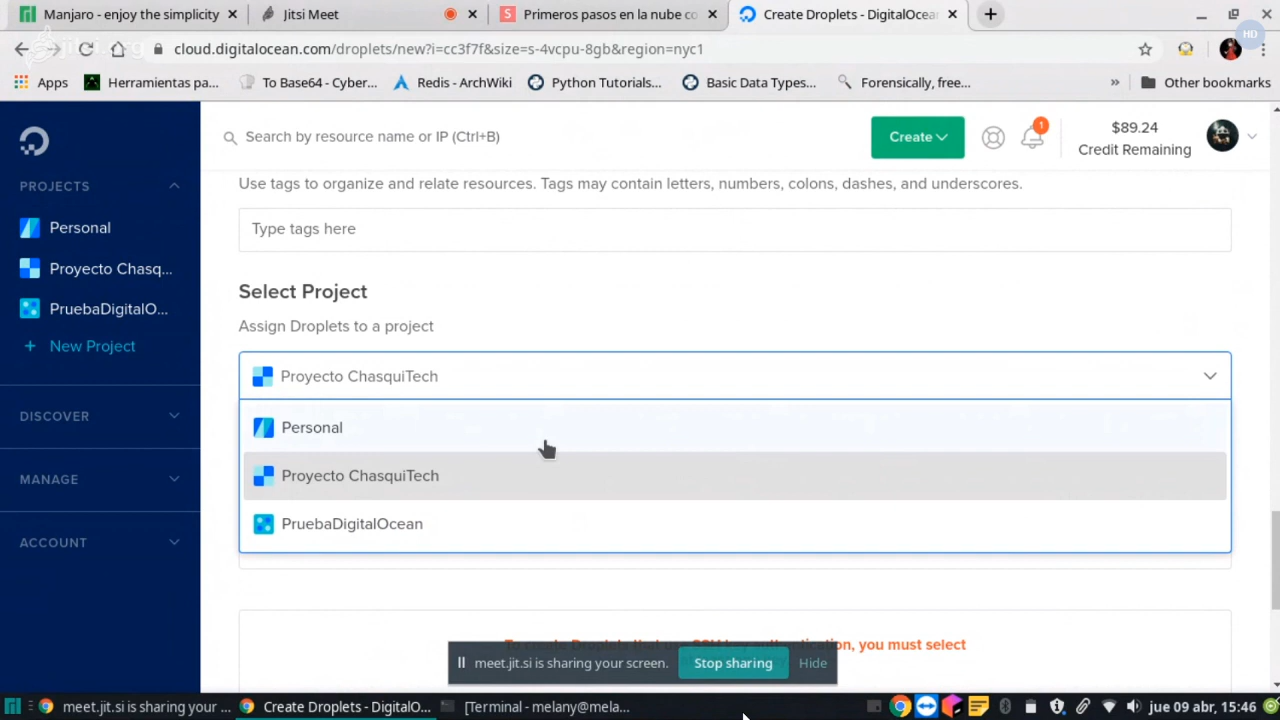 Manjaro - enjoy the simplicity
Jitsi Meet
Primeros pasos en la nube co
Create Droplets - DigitalOcean
HD
cloud.digitalocean.com/droplets/new?i=cc3f7f&size=s-4vcpu-8gb&region=nyc1
Apps
Herramientas pa...
To Base64 - Cyber...
Redis - ArchWiki
Python Tutorials...
Basic Data Types...
Forensically, free...
»
Other bookmarks
Search by resource name or IP (Ctrl+B)
Create
1
$89.24
Credit Remaining
PROJECTS
Personal
Proyecto Chasq...
PruebaDigitalO...
+ New Project
DISCOVER
MANAGE
ACCOUNT
Use tags to organize and relate resources. Tags may contain letters, numbers, colons, dashes, and underscores.
Type tags here
Select Project
Assign Droplets to a project
Proyecto ChasquiTech
Personal
Proyecto ChasquiTech
PruebaDigitalOcean
To create Droplets that use SSH key authentication, you must select
meet.jit.si is sharing your screen.
Stop sharing
Hide
meet.jit.si is sharing your ...
Create Droplets - DigitalO...
[Terminal - melany@mela...
jue 09 abr, 15:46